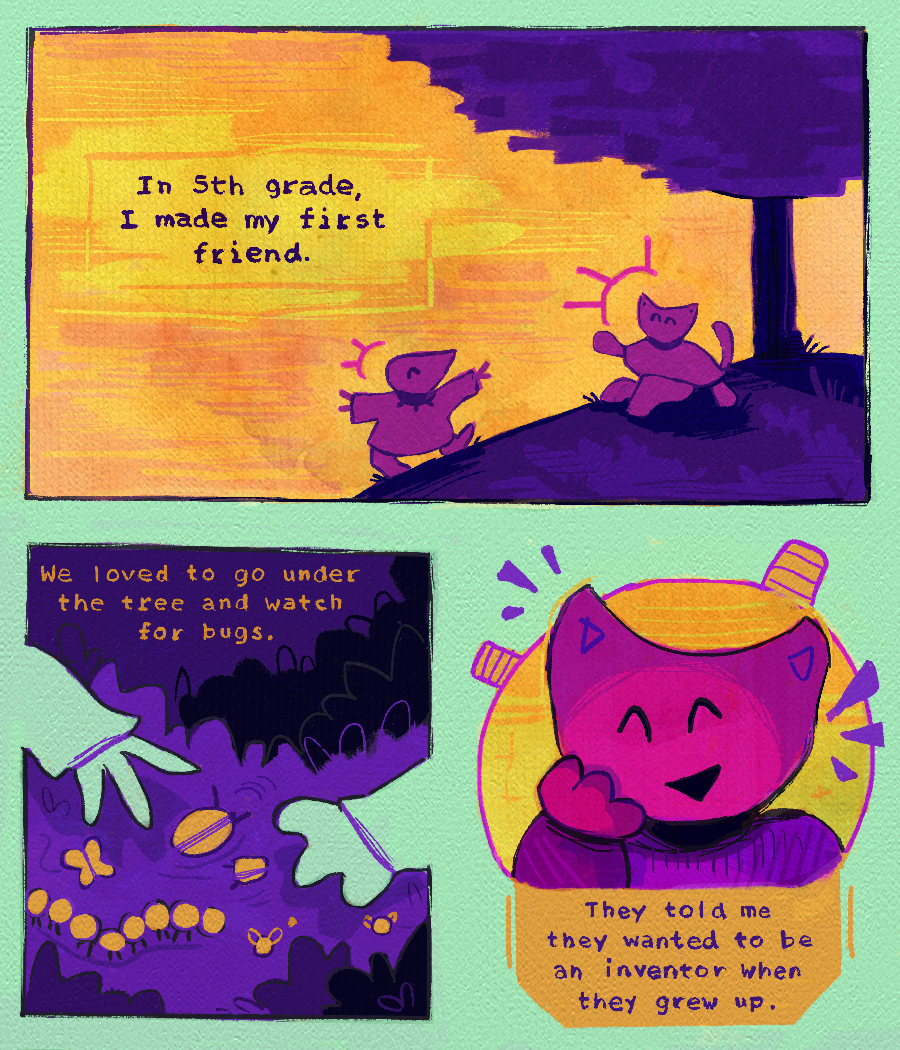 In 5th grade,
I made my first
friend.
We loved to go under
the tree and watch
for bugs.
They told me
they wanted to be
an inventor when
they grew up.